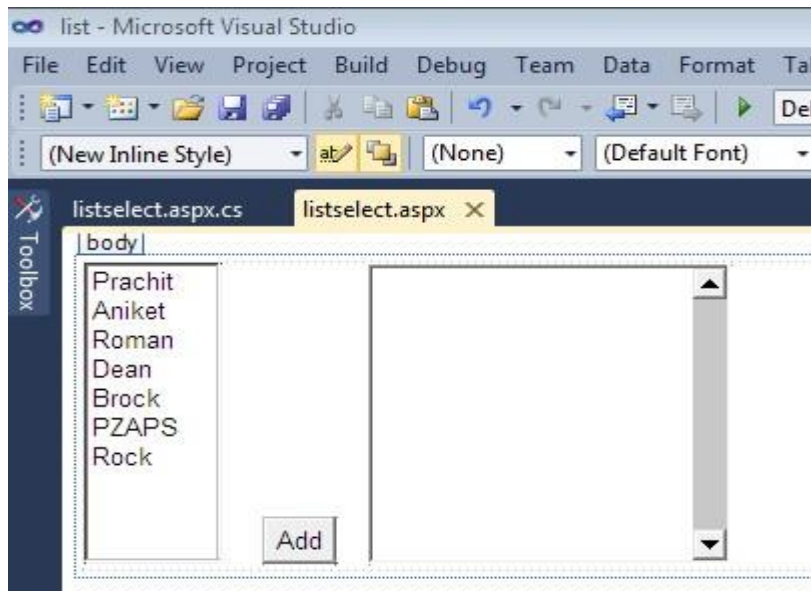 list - Microsoft Visual Studio
File Edit View Project Build Debug Team Data Format Ta
De
(New Inline Style) ab (None) (Default Font)
Toolbox
listselect.aspx.cs listselect.aspx
body
Prachit
Aniket
Roman
Dean
Brock
PZAPS
Rock
Add